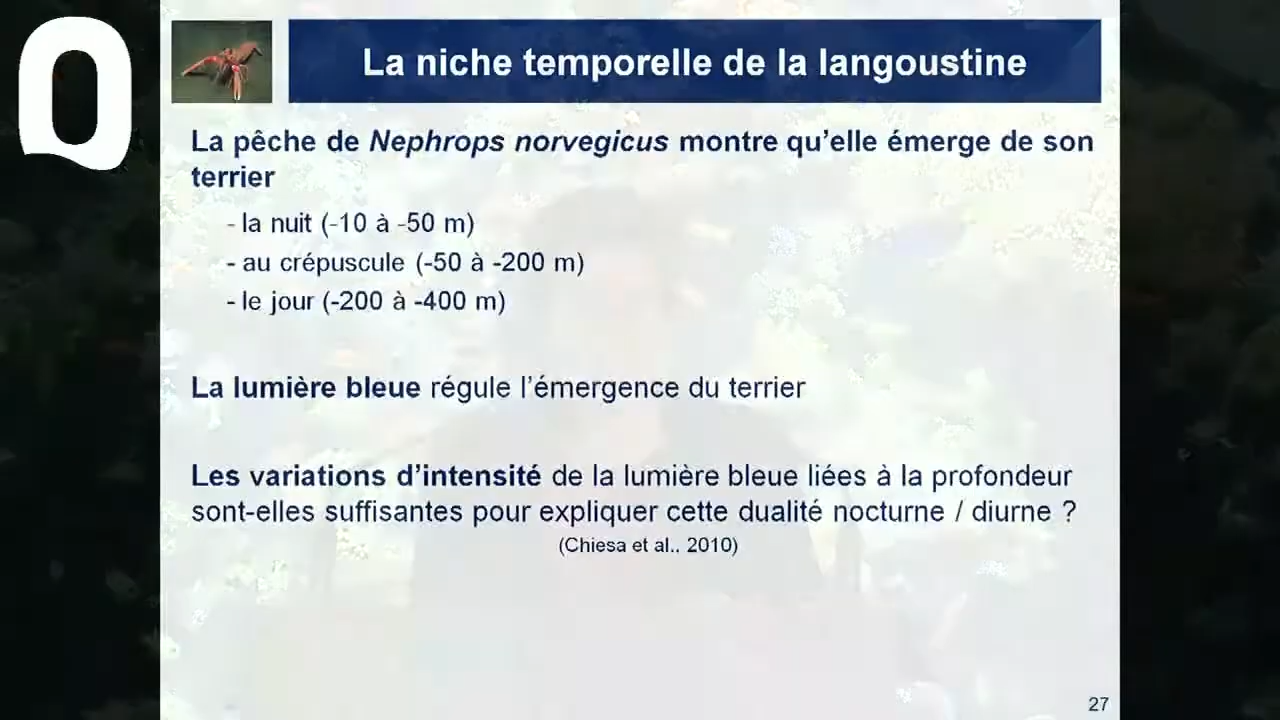 La niche temporelle de la langoustine
La pêche de Nephrops norvegicus montre qu’elle émerge de son
terrier
- la nuit (-10 à -50 m)
- au crépuscule (-50 à -200 m)
- le jour (-200 à -400 m)
La lumière bleue régule l’émergence du terrier
Les variations d’intensité de la lumière bleue liées à la profondeur
sont-elles suffisantes pour expliquer cette dualité nocturne / diurne ?
(Chiesa et al., 2010)
27